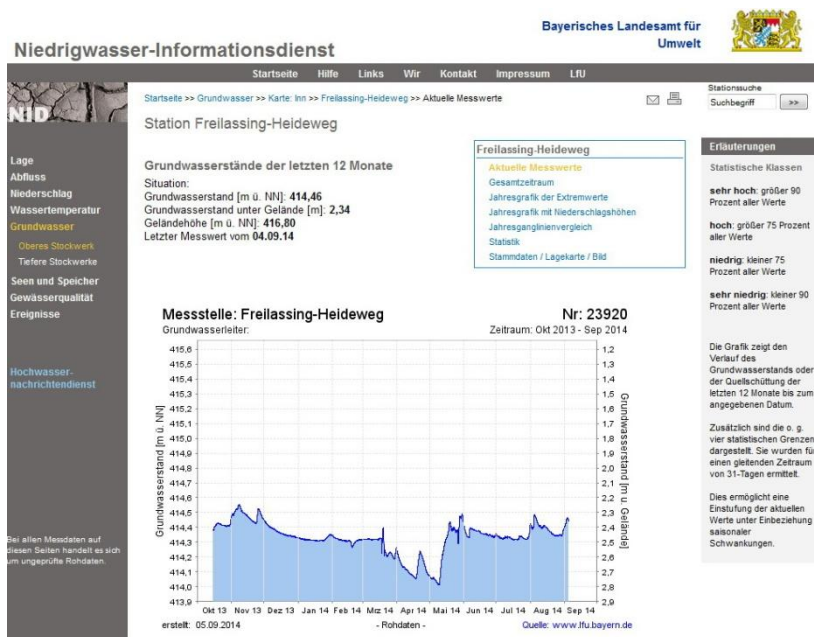 Niedrigwasser-Informationsdienst
Bayerisches Landesamt für
Umwelt
Startseite Hilfe Links Wir Kontakt Impressum LfU
NID
Startseite >> Grundwasser >> Karte: Inn >> Freilassing-Heideweg >> Aktuelle Messwerte
Stationssuche
Suchbegriff >>
Station Freilassing-Heideweg
Lage
Abfluss
Niederschlag
Wassertemperatur
Grundwasser
Oberes Stockwerk
Tiefere Stockwerke
Seen und Speicher
Gewässerqualität
Ereignisse
Hochwasser-
nachrichtendienst
Bei allen Messdaten auf
diesen Seiten handelt es sich
um ungeprüfte Rohdaten.
Grundwasserstände der letzten 12 Monate
Situation:
Grundwasserstand [m ü. NN]: 414,46
Grundwasserstand unter Gelände [m]: 2,34
Geländehöhe [m ü. NN]: 416,80
Letzter Messwert vom 04.09.14
Freilassing-Heideweg
Aktuelle Messwerte
Gesamtzeitraum
Jahresgrafik der Extremwerte
Jahresgrafik mit Niederschlagshöhen
Jahresganglinienvergleich
Statistik
Stammdaten / Lagekarte / Bild
Messstelle: Freilassing-Heideweg Nr: 23920
Grundwasserleiter: Zeitraum: Okt 2013 - Sep 2014
Grundwasserstand [m ü. NN]
415,6
415,5
415,4
415,3
415,2
415,1
415,0
414,9
414,8
414,7
414,6
414,5
414,4
414,3
414,2
414,1
414,0
413,9
1,2
1,3
1,4
1,5
1,6
1,7
1,8
1,9
2,0
2,1
2,2
2,3
2,4
2,5
2,6
2,7
2,8
2,9
Grundwasserstand [m u. Gelände]
Okt 13 Nov 13 Dez 13 Jan 14 Feb 14 Mrz 14 Apr 14 Mai 14 Jun 14 Jul 14 Aug 14 Sep 14
erstellt: 05.09.2014 - Rohdaten - Quelle: www.lfu.bayern.de
Erläuterungen
Statistische Klassen
sehr hoch: größer 90
Prozent aller Werte
hoch: größer 75 Prozent
aller Werte
niedrig: kleiner 75
Prozent aller Werte
sehr niedrig: kleiner 90
Prozent aller Werte
Die Grafik zeigt den
Verlauf des
Grundwasserstands oder
der Quellschüttung der
letzten 12 Monate bis zum
angegebenen Datum.
Zusätzlich sind die o. g.
vier statistischen Grenzen
dargestellt. Sie wurden für
einen gleitenden Zeitraum
von 31-Tagen ermittelt.
Dies ermöglicht eine
Einstufung der aktuellen
Werte unter Einbeziehung
saisonaler
Schwankungen.